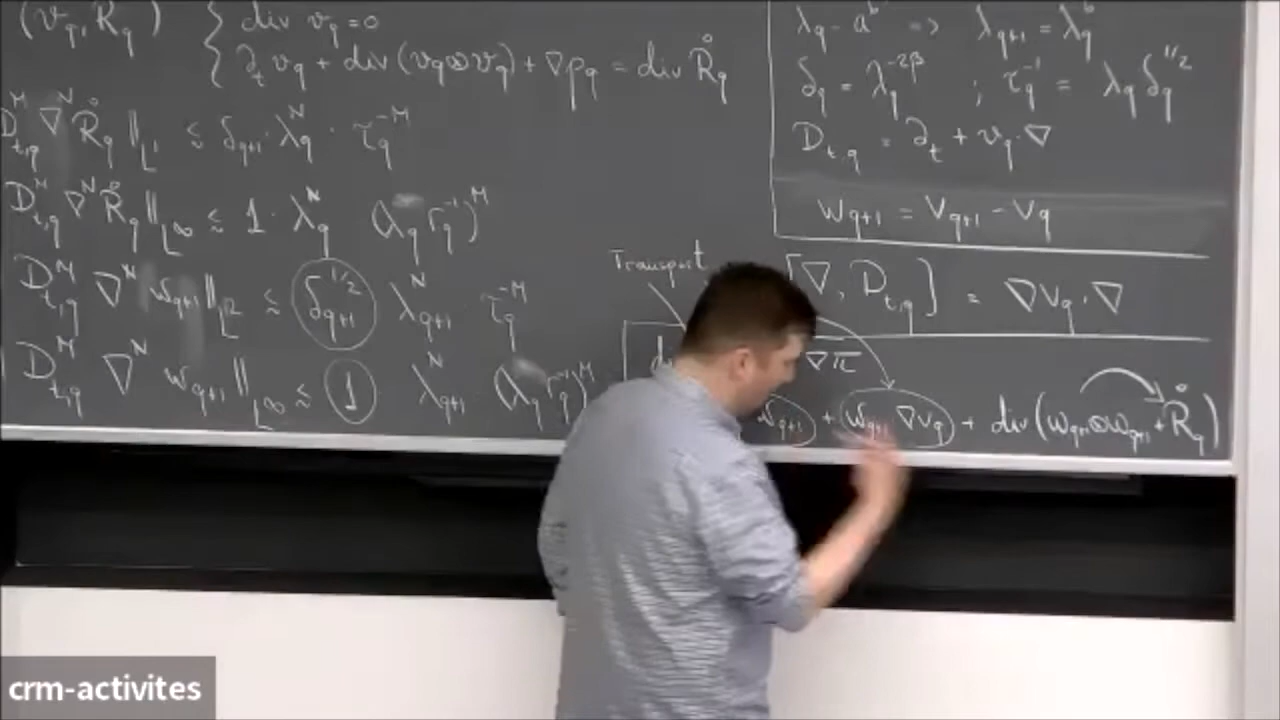 (v_q, R̊_q) { div v_q = 0
∂_t v_q + div(v_q⊗v_q) + ∇p_q = div R̊_q
D_{t,q}^M ∇^N R̊_q‖_{L^1} ≲ δ_{q+1} · λ_q^N · τ_q^{-M}
D_{t,q}^M ∇^N R̊_q‖_{L^∞} ≲ 1 · λ_q^N (λ_q r_q^{-1})^M
D_{t,q}^M ∇^N w_{q+1}‖_{L^2} ≲ δ_{q+1}^{1/2} λ_{q+1}^N τ_q^{-M}
D_{t,q}^M ∇^N w_{q+1}‖_{L^∞} ≲ 1 λ_{q+1}^N (λ_q r_q^{-1})^M
λ_q = a^{b^q} => λ_{q+1} = λ_q^b
δ_q = λ_q^{-2β} ; τ_q^{-1} = λ_q δ_q^{1/2}
D_{t,q} = ∂_t + v_q·∇
w_{q+1} = v_{q+1} - v_q
Transport
[∇, D_{t,q}] = ∇v_q·∇
∇π
w_{q+1} + w_{q+1} ∇v_q + div(w_{q+1}⊗w_{q+1} + R̊_q)
crm-activites